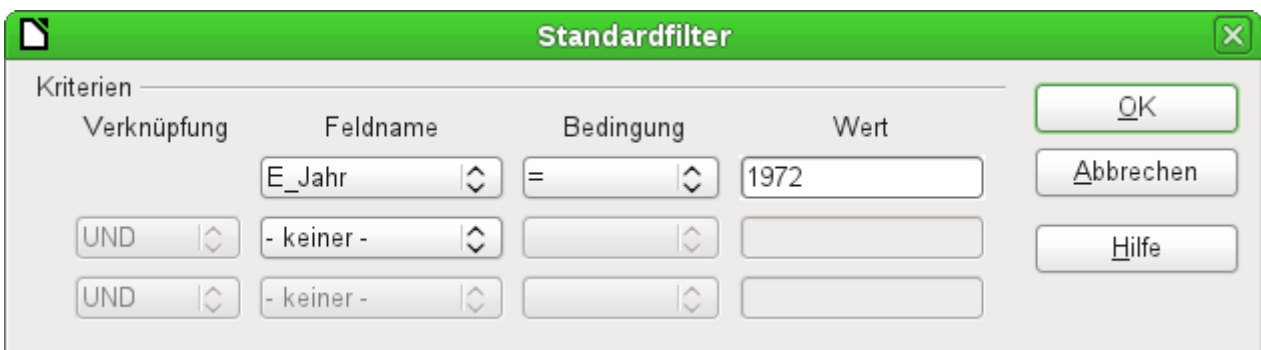 Standardfilter
Kriterien
Verknüpfung Feldname Bedingung Wert
E_Jahr = 1972
UND - keiner -
UND - keiner -
OK
Abbrechen
Hilfe